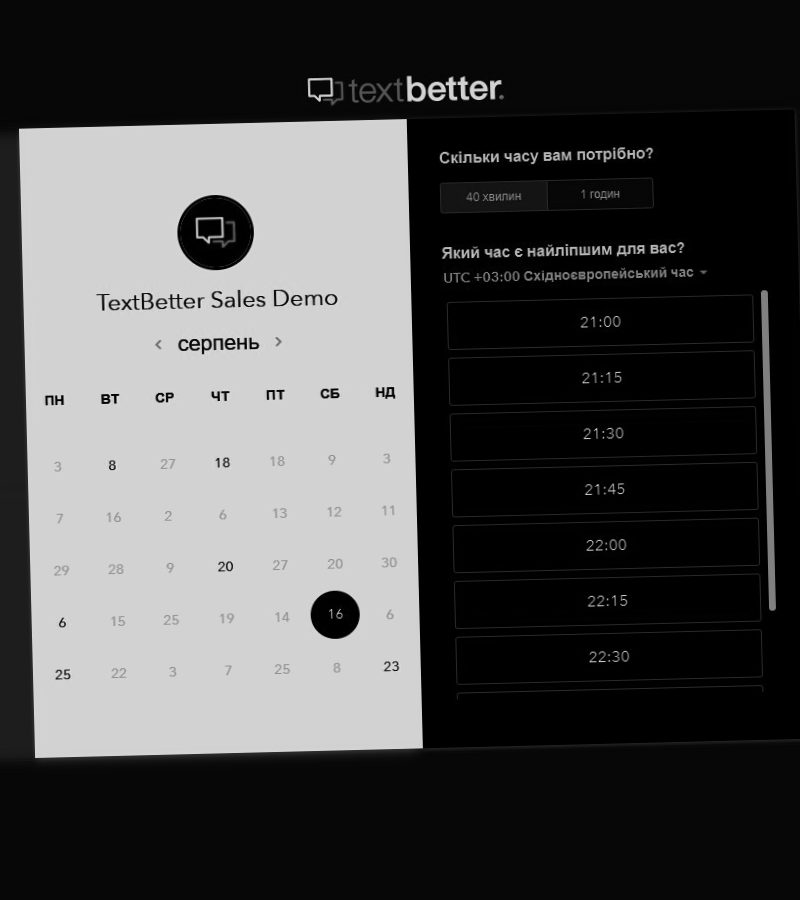 textbetter.
TextBetter Sales Demo
серпень
ПН ВТ СР ЧТ ПТ СБ НД
3 8 27 18 18 9 3
7 16 2 6 13 12 11
29 28 9 20 27 20 30
6 15 25 19 14 16 6
25 22 3 7 25 8 23
Скільки часу вам потрібно?
40 хвилин 1 годин
Який час є найліпшим для вас?
UTC +03:00 Східноєвропейський час
21:00
21:15
21:30
21:45
22:00
22:15
22:30